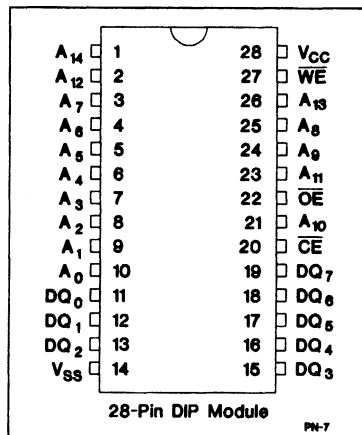 A14 1 28 VCC
A12 2 27 WE
A7 3 26 A13
A6 4 25 A8
A5 5 24 A9
A4 6 23 A11
A3 7 22 OE
A2 8 21 A10
A1 9 20 CE
A0 10 19 DQ7
DQ0 11 18 DQ6
DQ1 12 17 DQ5
DQ2 13 16 DQ4
VSS 14 15 DQ3
28-Pin DIP Module
PN-7